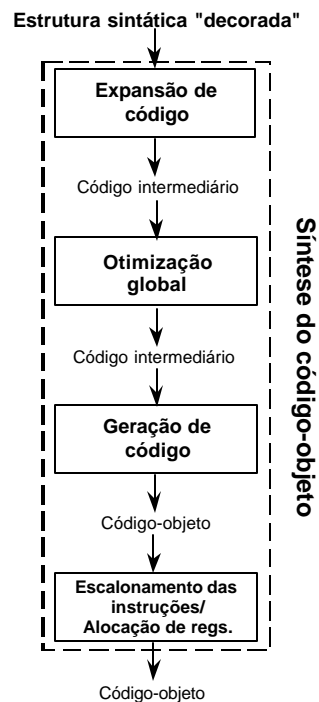 Estrutura sintática "decorada"
Expansão de
código
Código intermediário
Otimização
global
Código intermediário
Geração de
código
Código-objeto
Escalonamento das
instruções/
Alocação de regs.
Código-objeto
Síntese do código-objeto